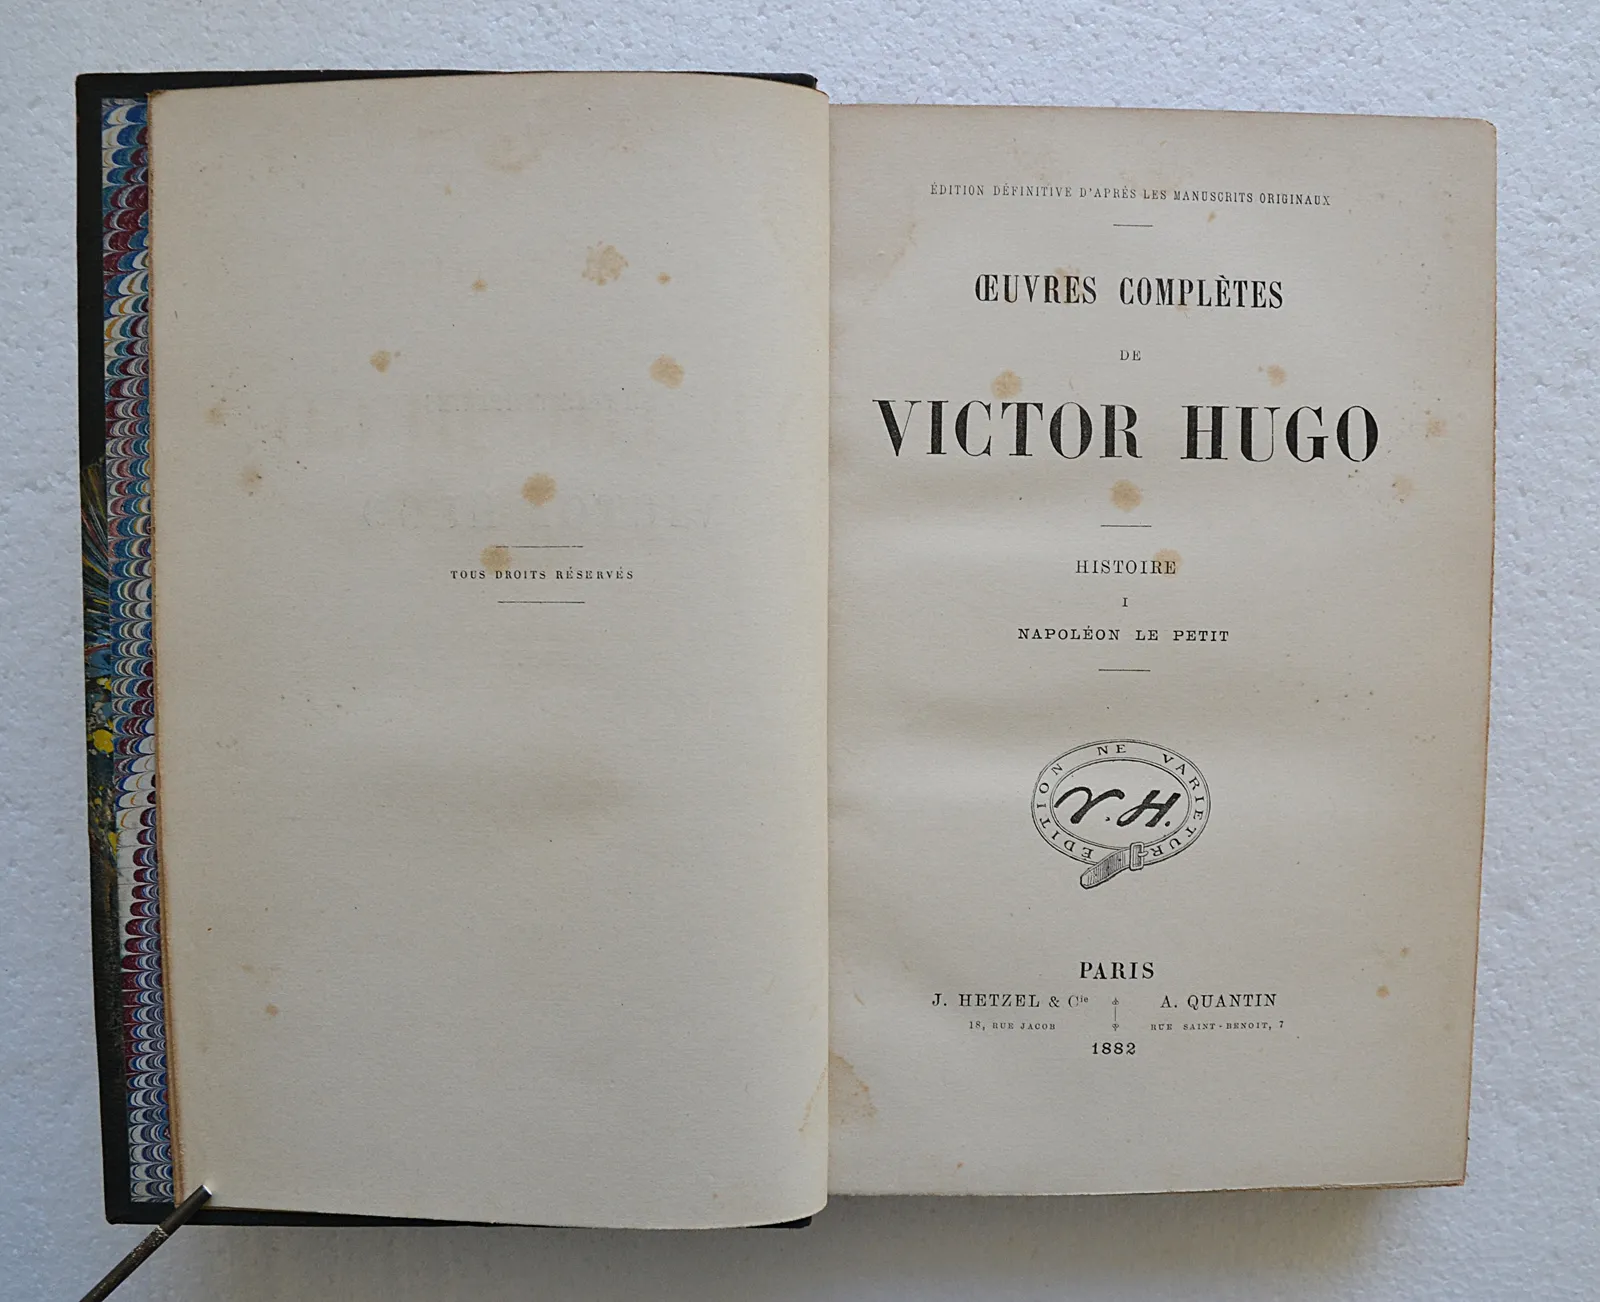 TOUS DROITS RÉSERVÉS
ÉDITION DÉFINITIVE D'APRÈS LES MANUSCRITS ORIGINAUX
ŒUVRES COMPLÈTES
DE
VICTOR HUGO
HISTOIRE
I
NAPOLÉON LE PETIT
EDITION NE VARIETUR
PARIS
J. HETZEL & Cie
18, RUE JACOB
A. QUANTIN
RUE SAINT-BENOIT, 7
1882